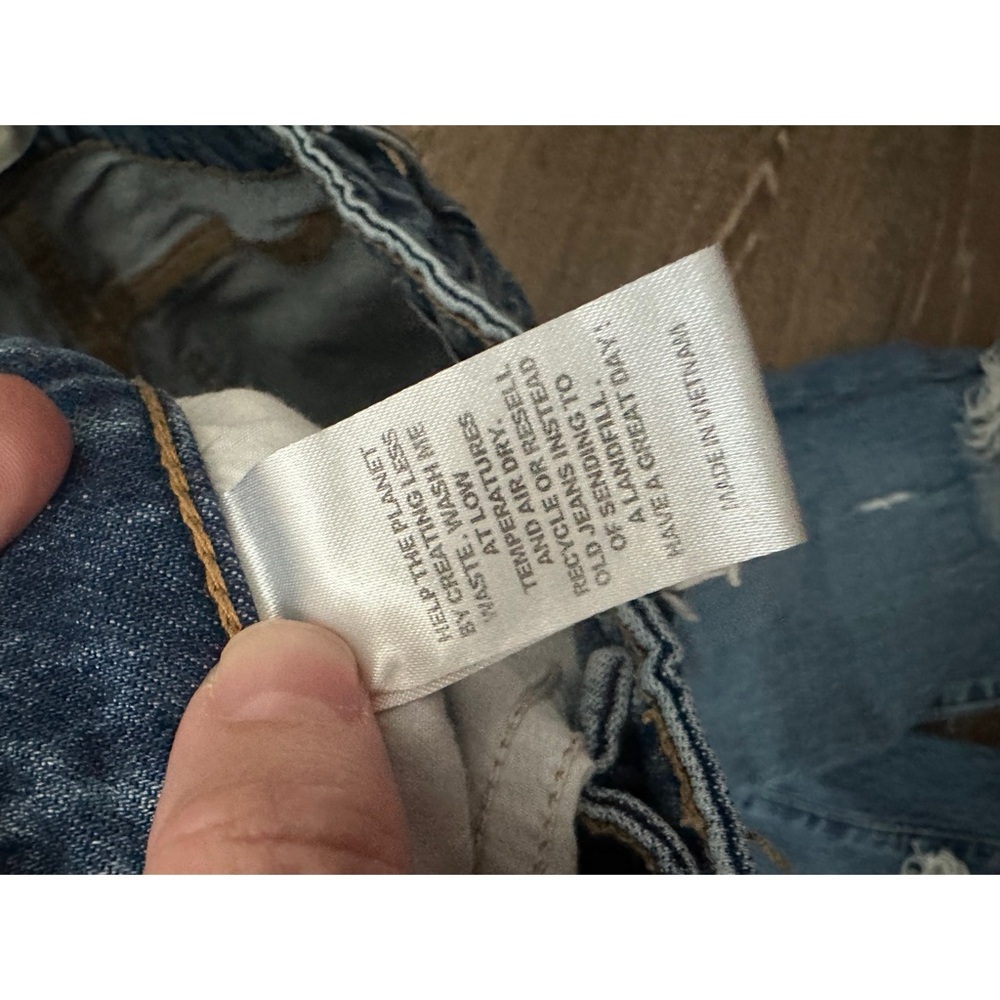 HELP THE PLANET
BY CREATING LESS
WASTE. WASH ME
AT LOW
TEMPERATURES
AND AIR DRY.
RECYCLE OR RESELL
OLD JEANS INSTEAD
OF SENDING TO
A LANDFILL.
HAVE A GREAT DAY!
MADE IN VIETNAM